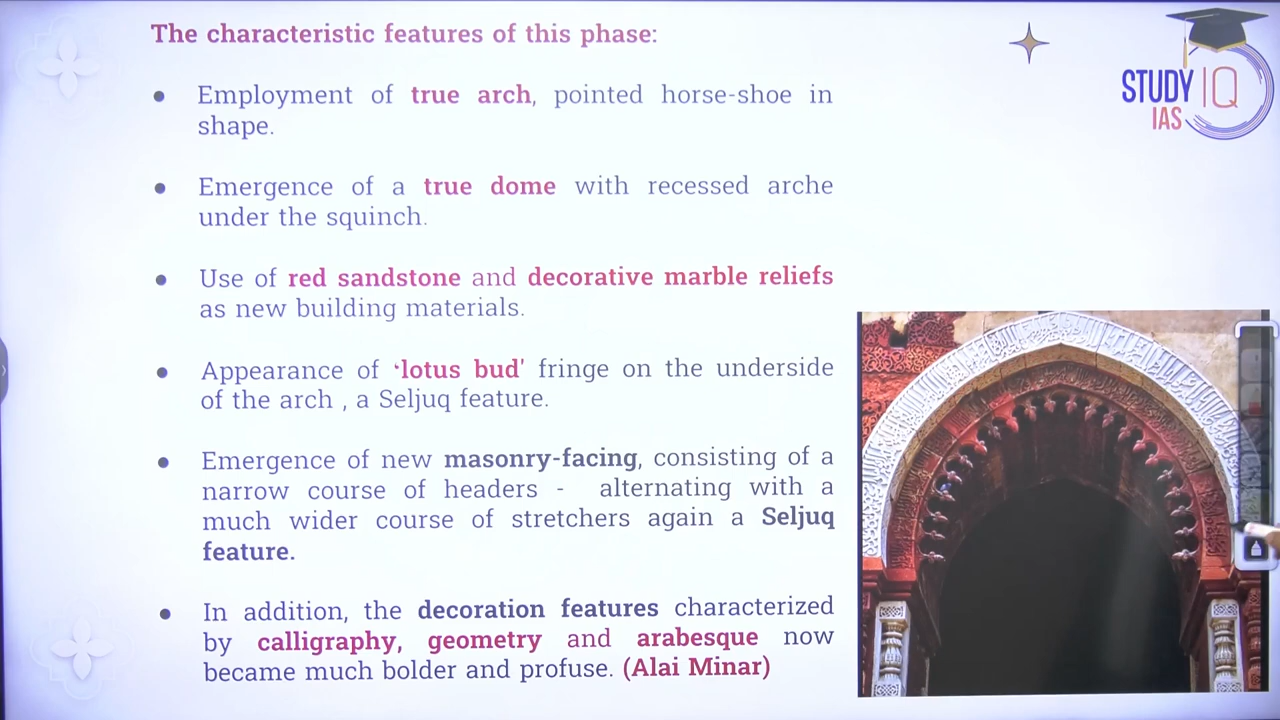 The characteristic features of this phase:
● Employment of true arch, pointed horse-shoe in
shape.
● Emergence of a true dome with recessed arche
under the squinch.
● Use of red sandstone and decorative marble reliefs
as new building materials.
● Appearance of ‘lotus bud’ fringe on the underside
of the arch , a Seljuq feature.
● Emergence of new masonry-facing, consisting of a
narrow course of headers - alternating with a
much wider course of stretchers again a Seljuq
feature.
● In addition, the decoration features characterized
by calligraphy, geometry and arabesque now
became much bolder and profuse. (Alai Minar)
STUDY IQ
IAS